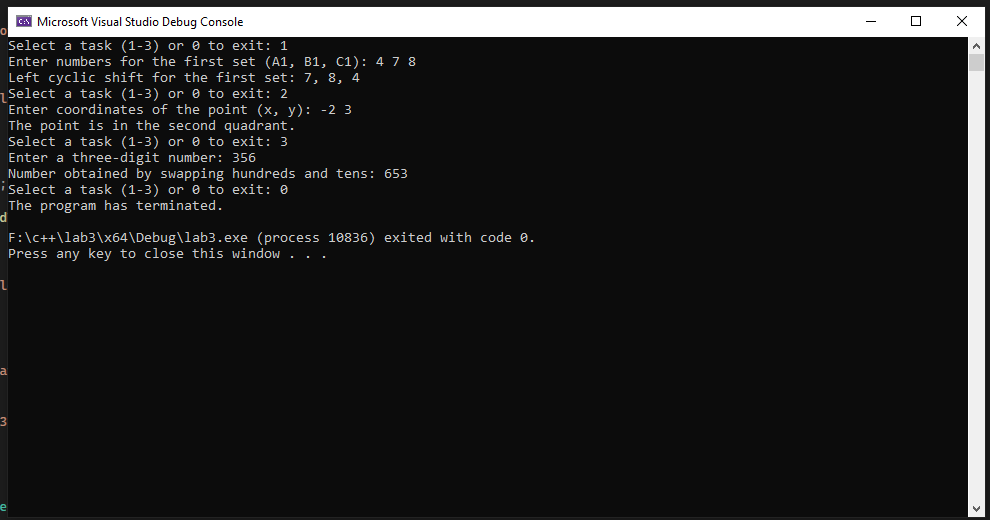 Microsoft Visual Studio Debug Console
Select a task (1-3) or 0 to exit: 1
Enter numbers for the first set (A1, B1, C1): 4 7 8
Left cyclic shift for the first set: 7, 8, 4
Select a task (1-3) or 0 to exit: 2
Enter coordinates of the point (x, y): -2 3
The point is in the second quadrant.
Select a task (1-3) or 0 to exit: 3
Enter a three-digit number: 356
Number obtained by swapping hundreds and tens: 653
Select a task (1-3) or 0 to exit: 0
The program has terminated.
F:\c++\lab3\x64\Debug\lab3.exe (process 10836) exited with code 0.
Press any key to close this window . . .